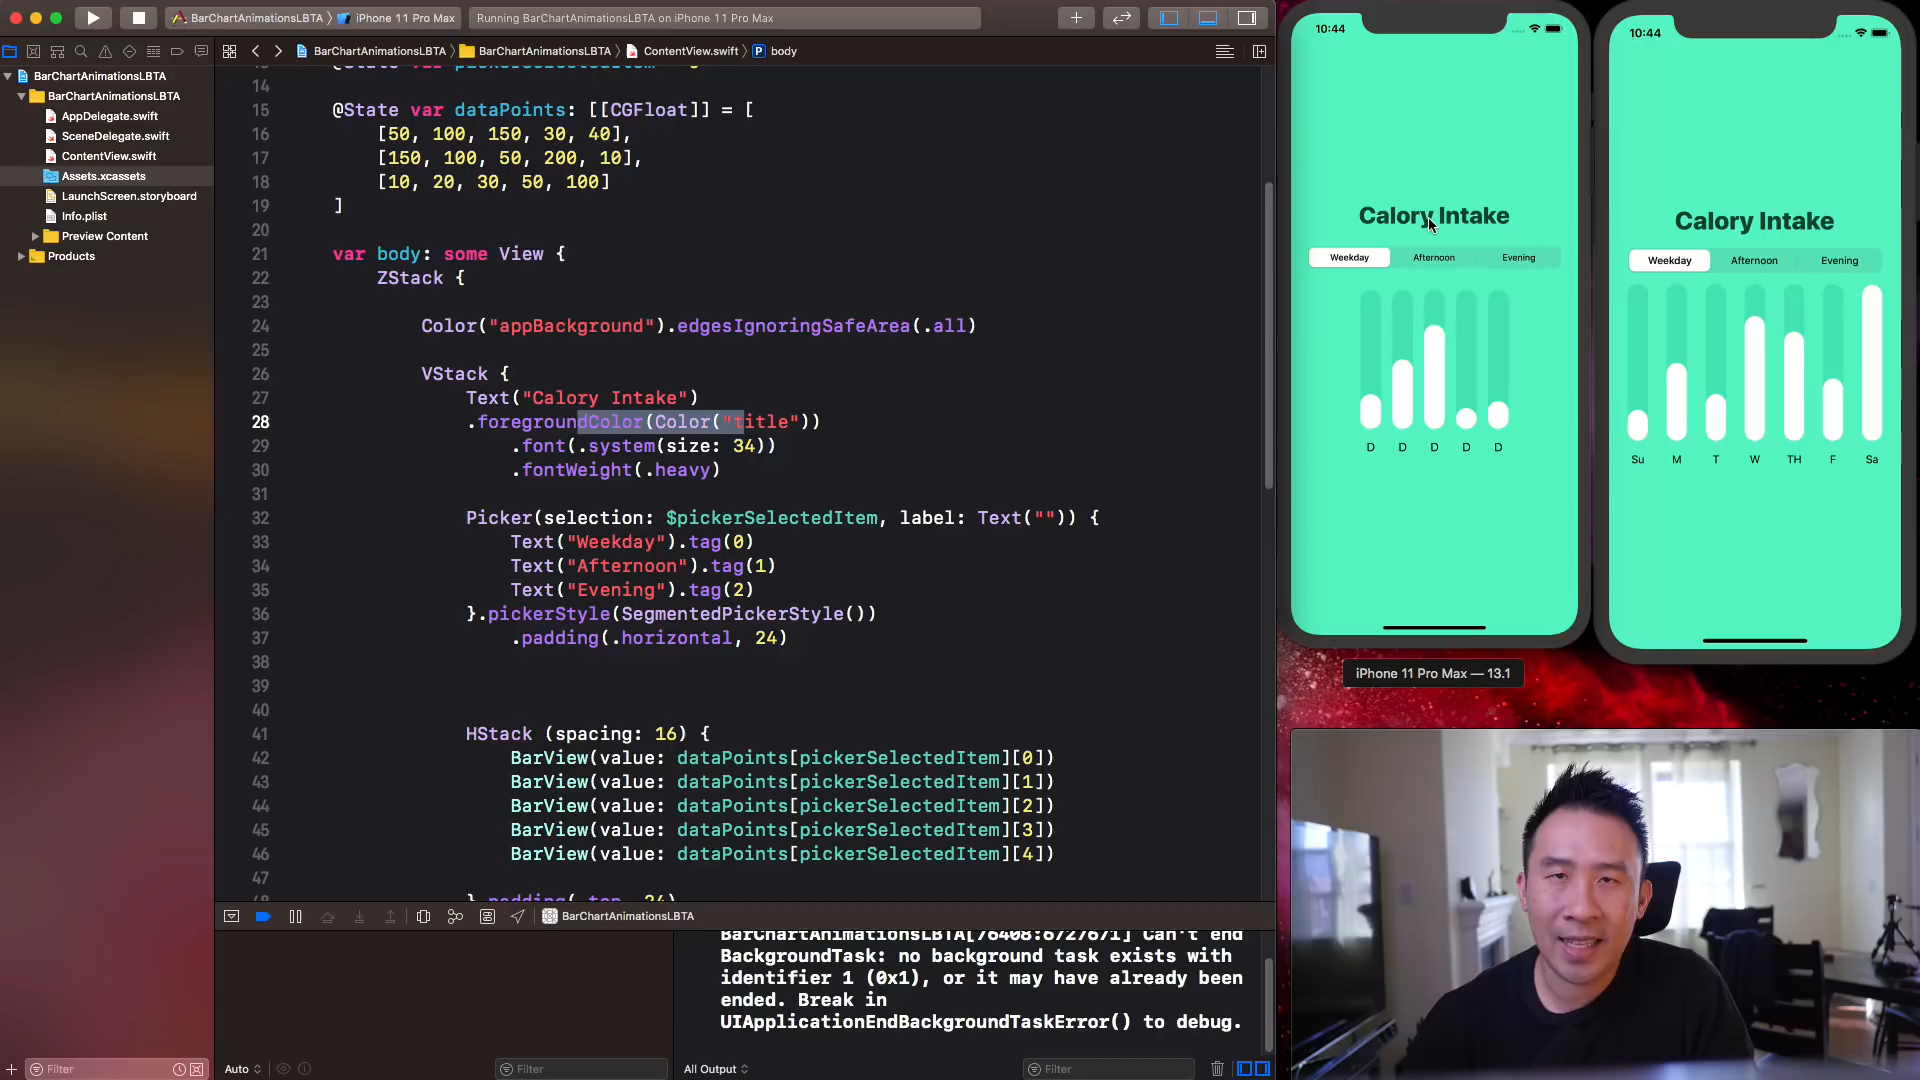 BarChartAnimationsLBTA
iPhone 11 Pro Max
Running BarChartAnimationsLBTA on iPhone 11 Pro Max
BarChartAnimationsLBTA
BarChartAnimationsLBTA
ContentView.swift
P body
BarChartAnimationsLBTA
BarChartAnimationsLBTA
AppDelegate.swift
SceneDelegate.swift
ContentView.swift
Assets.xcassets
LaunchScreen.storyboard
Info.plist
Preview Content
Products
14
15 @State var dataPoints: [[CGFloat]] = [
16 [50, 100, 150, 30, 40],
17 [150, 100, 50, 200, 10],
18 [10, 20, 30, 50, 100]
19 ]
20
21 var body: some View {
22 ZStack {
23
24 Color("appBackground").edgesIgnoringSafeArea(.all)
25
26 VStack {
27 Text("Calory Intake")
28 .foregroundColor(Color("title"))
29 .font(.system(size: 34))
30 .fontWeight(.heavy)
31
32 Picker(selection: $pickerSelectedItem, label: Text("")) {
33 Text("Weekday").tag(0)
34 Text("Afternoon").tag(1)
35 Text("Evening").tag(2)
36 }.pickerStyle(SegmentedPickerStyle())
37 .padding(.horizontal, 24)
38
39
40
41 HStack (spacing: 16) {
42 BarView(value: dataPoints[pickerSelectedItem][0])
43 BarView(value: dataPoints[pickerSelectedItem][1])
44 BarView(value: dataPoints[pickerSelectedItem][2])
45 BarView(value: dataPoints[pickerSelectedItem][3])
46 BarView(value: dataPoints[pickerSelectedItem][4])
47
BarChartAnimationsLBTA
BarChartAnimationsLBTA[76408:6727671] Can't end
BackgroundTask: no background task exists with
identifier 1 (0x1), or it may have already been
ended. Break in
UIApplicationEndBackgroundTaskError() to debug.
Filter
Auto
Filter
All Output
Filter
10:44
Calory Intake
Weekday Afternoon Evening
D D D D D
iPhone 11 Pro Max — 13.1
10:44
Calory Intake
Weekday Afternoon Evening
Su M T W TH F Sa